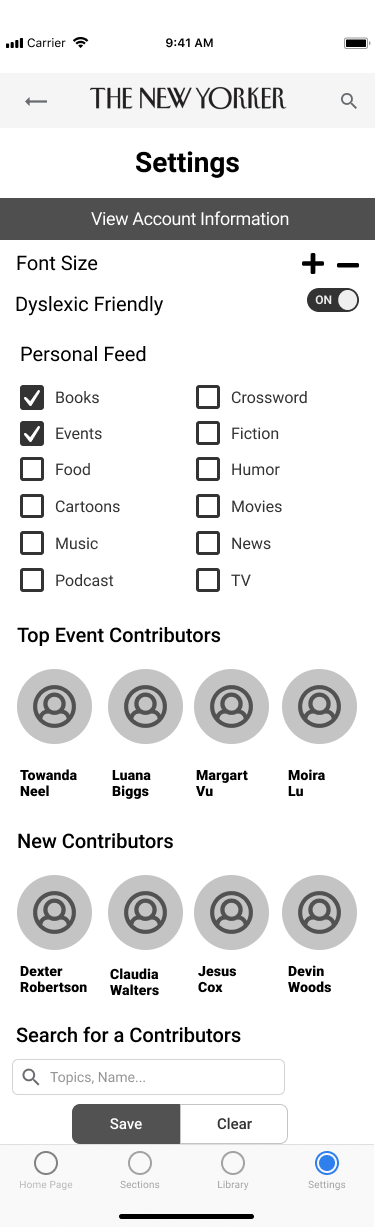 Carrier 9:41 AM
THE NEW YORKER
Settings
View Account Information
Font Size
Dyslexic Friendly ON
Personal Feed
Books Crossword
Events Fiction
Food Humor
Cartoons Movies
Music News
Podcast TV
Top Event Contributors
Towanda Luana Margart Moira
Neel Biggs Vu Lu
New Contributors
Dexter Claudia Jesus Devin
Robertson Walters Cox Woods
Search for a Contributors
Topics, Name...
Save Clear
Home Page Sections Library Settings